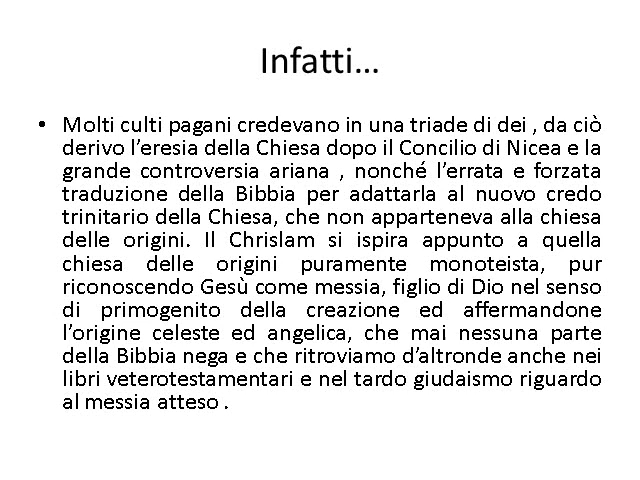 Infatti…
• Molti culti pagani credevano in una triade di dei , da ciò
derivo l’eresia della Chiesa dopo il Concilio di Nicea e la
grande controversia ariana , nonché l’errata e forzata
traduzione della Bibbia per adattarla al nuovo credo
trinitario della Chiesa, che non apparteneva alla chiesa
delle origini. Il Chrislam si ispira appunto a quella
chiesa delle origini puramente monoteista, pur
riconoscendo Gesù come messia, figlio di Dio nel senso
di primogenito della creazione ed affermandone
l’origine celeste ed angelica, che mai nessuna parte
della Bibbia nega e che ritroviamo d’altronde anche nei
libri veterotestamentari e nel tardo giudaismo riguardo
al messia atteso .